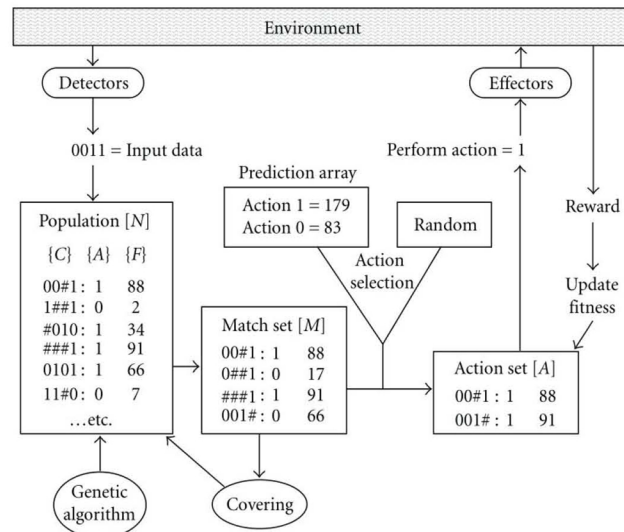 Environment
Detectors
Effectors
0011 = Input data
Perform action = 1
Prediction array
Action 1 = 179
Action 0 = 83
Random
Reward
Action
selection
Update
fitness
Population [N]
{C} {A} {F}
00#1: 1 88
1##1: 0 2
#010: 1 34
###1: 1 91
0101: 1 66
11#0: 0 7
...etc.
Match set [M]
00#1: 1 88
0##1: 0 17
###1: 1 91
001#: 0 66
Action set [A]
00#1: 1 88
001#: 1 91
Genetic
algorithm
Covering